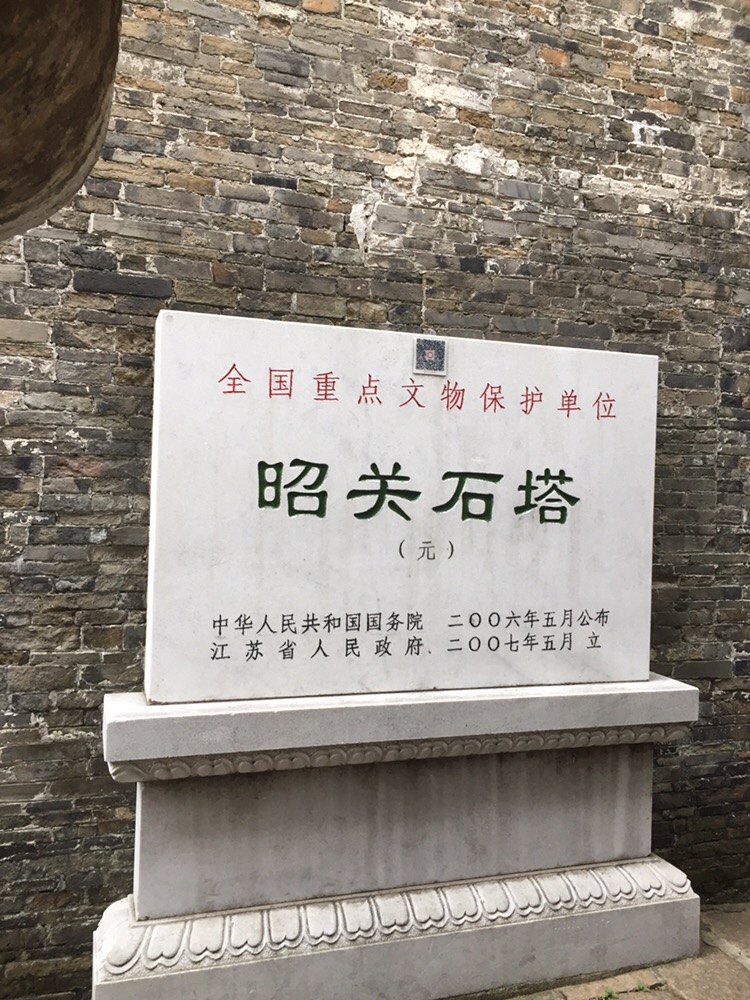 全国重点文物保护单位
昭关石塔
（元）
中华人民共和国国务院 二〇〇六年五月公布
江苏省人民政府 二〇〇七年五月 立